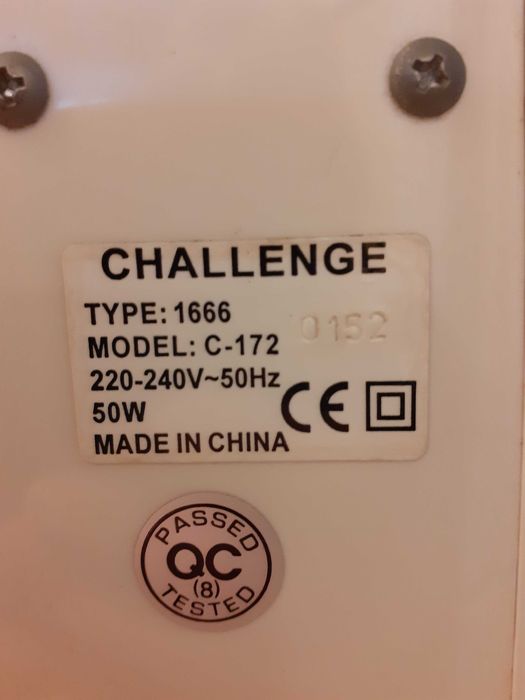 CHALLENGE
TYPE: 1666
0152
MODEL: C-172
220-240V~50Hz
50W
CE
MADE IN CHINA
PASSED
QC
(8)
TESTED